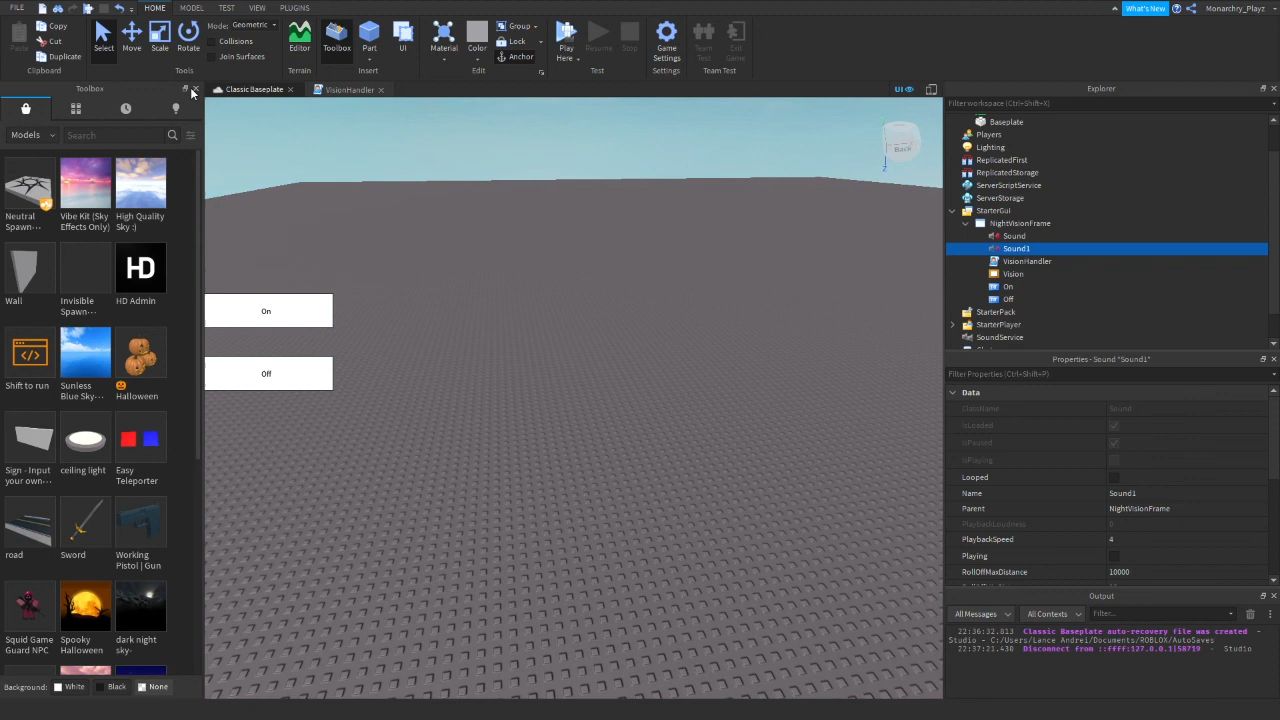 FILE HOME MODEL TEST VIEW PLUGINS What's New Monarchry_Playz
Copy Mode: Geometric Group
Paste Cut Select Move Scale Rotate Collisions Editor Toolbox Part UI Material Color Lock Play Here Resume Stop Game Settings Team Test Exit Game
Duplicate Join Surfaces Anchor
Clipboard Tools Terrain Insert Edit Test Settings Team Test
Toolbox
Classic Baseplate VisionHandler UI
Models Search
Neutral Spawn... Vibe Kit (Sky Effects Only) High Quality Sky :)
HD
Wall Invisible Spawn... HD Admin
Shift to run Sunless Blue Sky... 🎃 Halloween
Sign - Input your own... ceiling light Easy Teleporter
road Sword Working Pistol | Gun
Squid Game Guard NPC Spooky Halloween dark night sky-
Background: White Black None
Back
Z
On
Off
Explorer
Filter workspace (Ctrl+Shift+X)
Baseplate
Players
Lighting
ReplicatedFirst
ReplicatedStorage
ServerScriptService
ServerStorage
StarterGui
NightVisionFrame
Sound
Sound1
VisionHandler
Vision
On
Off
StarterPack
StarterPlayer
SoundService
Properties - Sound "Sound1"
Filter Properties (Ctrl+Shift+P)
Data
ClassName Sound
IsLoaded
IsPaused
IsPlaying
Looped
Name Sound1
Parent NightVisionFrame
PlaybackLoudness 0
PlaybackSpeed 4
Playing
RollOffMaxDistance 10000
Output
All Messages All Contexts Filter...
22:36:32.813 Classic Baseplate auto-recovery file was created -
Studio - C:/Users/Lance Andrei/Documents/ROBLOX/AutoSaves
22:37:21.430 Disconnect from ::ffff:127.0.0.1|58719 - Studio